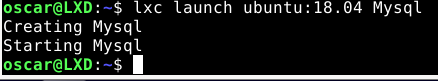 oscar@LXD:~$ lxc launch ubuntu:18.04 Mysql
Creating Mysql
Starting Mysql
oscar@LXD:~$